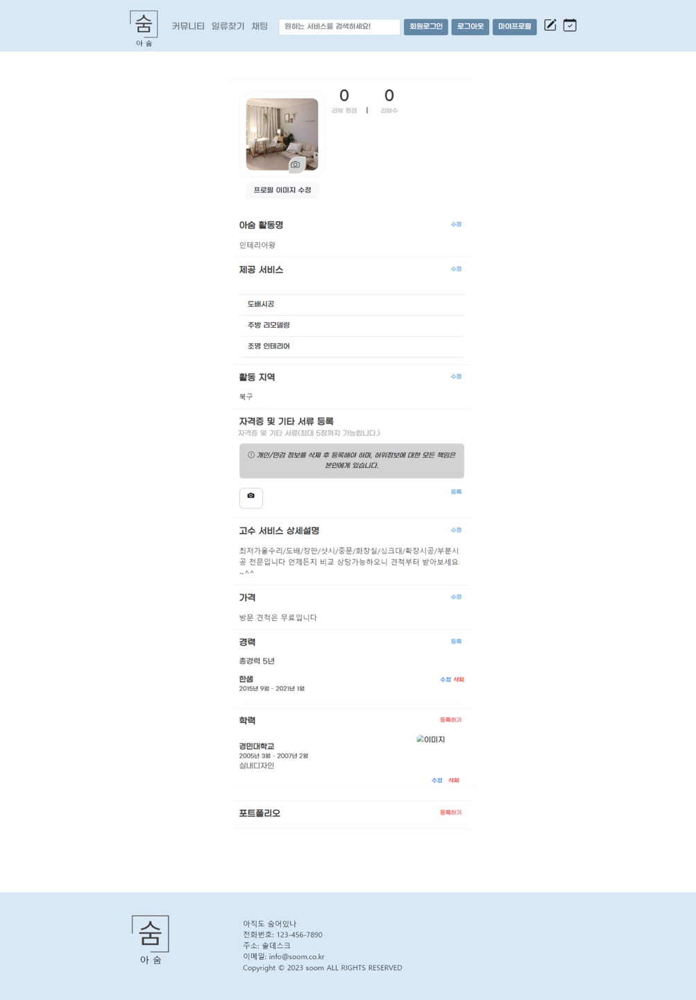 숨
아 숨
커뮤니티 일류찾기 채팅 원하는 서비스를 검색하세요! 회원로그인 로그아웃 마이프로필
0 0
리뷰 평점 | 리뷰수
프로필 이미지 수정
아숨 활동명 수정
인테리어왕
제공 서비스 수정
도배시공
주방 리모델링
조명 인테리어
활동 지역 수정
북구
자격증 및 기타 서류 등록
자격증 및 기타 서류(최대 5장까지 가능합니다.)
개인/민감 정보를 삭제 후 등록해야 하며, 허위정보에 대한 모든 책임은
본인에게 있습니다.
등록
고수 서비스 상세설명 수정
최저가올수리/도배/장판/샷시/중문/화장실/싱크대/확장시공/부분시
공 전문입니다 언제든지 비교 상담가능하오니 견적부터 받아보세요
~^^
가격 수정
방문 견적은 무료입니다
경력 등록
총경력 5년
한샘 수정 삭제
2015년 9월 - 2021년 1월
학력 등록하기
이미지
경민대학교
2005년 3월 - 2007년 2월
실내디자인
수정 삭제
포트폴리오 등록하기
숨
아 숨
아직도 숨어있나
전화번호: 123-456-7890
주소: 솔데스크
이메일: info@soom.co.kr
Copyright © 2023 soom ALL RIGHTS RESERVED